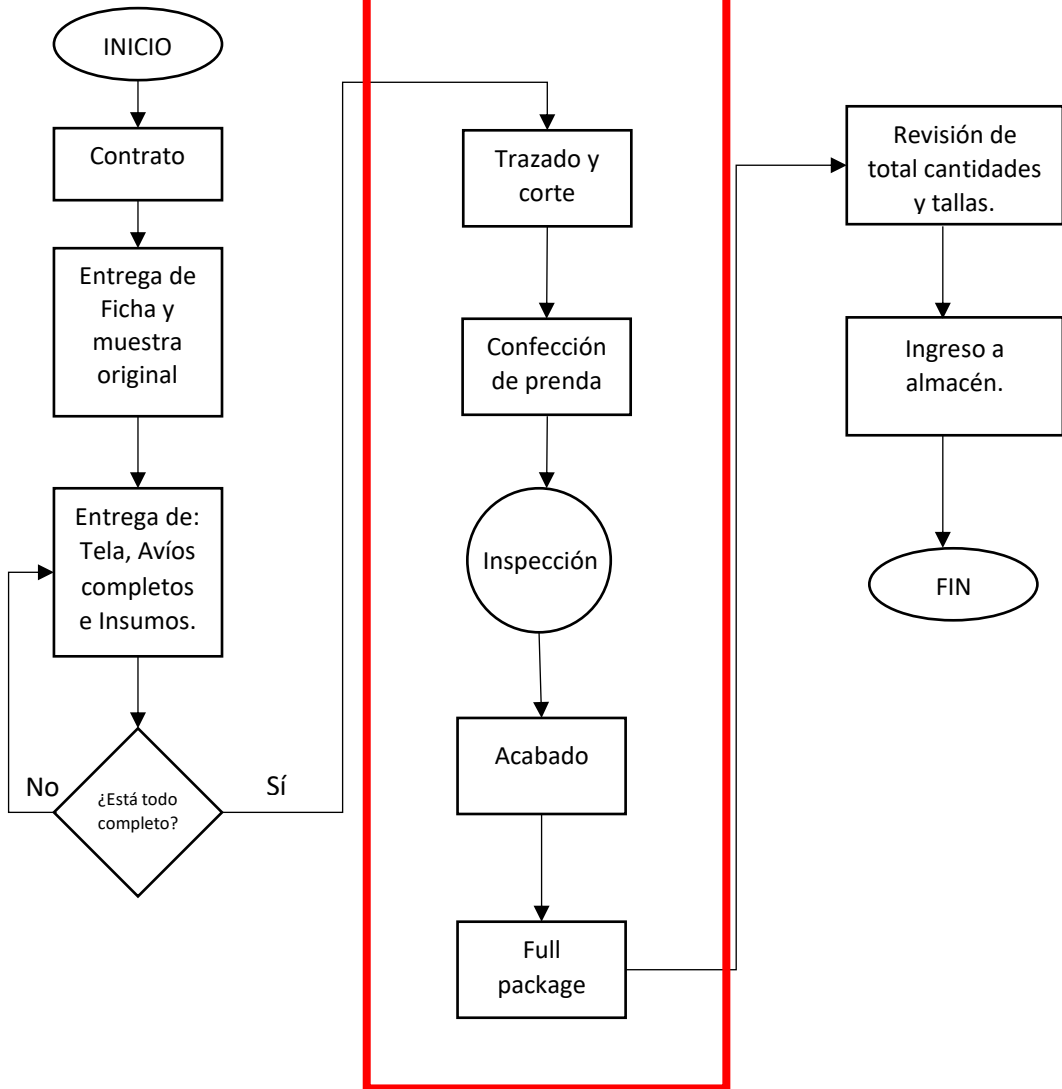 INICIO
Contrato
Entrega de
Ficha y
muestra
original
Entrega de:
Tela, Avíos
completos
e Insumos.
¿Está todo
completo?
No
Sí
Trazado y
corte
Confección
de prenda
Inspección
Acabado
Full
package
Revisión de
total cantidades
y tallas.
Ingreso a
almacén.
FIN